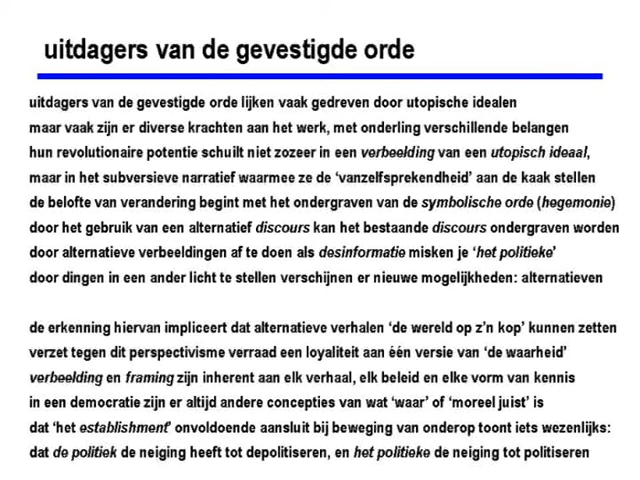 uitdagers van de gevestigde orde
uitdagers van de gevestigde orde lijken vaak gedreven door utopische idealen
maar vaak zijn er diverse krachten aan het werk, met onderling verschillende belangen
hun revolutionaire potentie schuilt niet zozeer in een verbeelding van een utopisch ideaal,
maar in het subversieve narratief waarmee ze de ‘vanzelfsprekendheid’ aan de kaak stellen
de belofte van verandering begint met het ondergraven van de symbolische orde (hegemonie)
door het gebruik van een alternatief discours kan het bestaande discours ondergraven worden
door alternatieve verbeeldingen af te doen als desinformatie misken je ‘het politieke’
door dingen in een ander licht te stellen verschijnen er nieuwe mogelijkheden: alternatieven
de erkenning hiervan impliceert dat alternatieve verhalen ‘de wereld op z’n kop’ kunnen zetten
verzet tegen dit perspectivisme verraad een loyaliteit aan één versie van ‘de waarheid’
verbeelding en framing zijn inherent aan elk verhaal, elk beleid en elke vorm van kennis
in een democratie zijn er altijd andere concepties van wat ‘waar’ of ‘moreel juist’ is
dat ‘het establishment’ onvoldoende aansluit bij beweging van onderop toont iets wezenlijks:
dat de politiek de neiging heeft tot depolitiseren, en het politieke de neiging tot politiseren